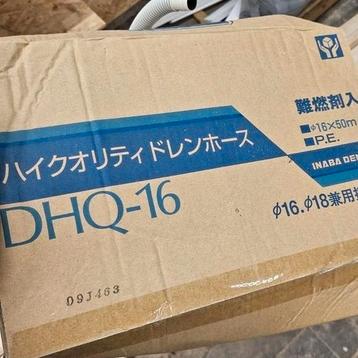 難燃剤入
■φ16×50m
■P.E.
ハイクオリティドレンホース
INABA DE
DHQ-16
φ16.φ18兼用
09J463